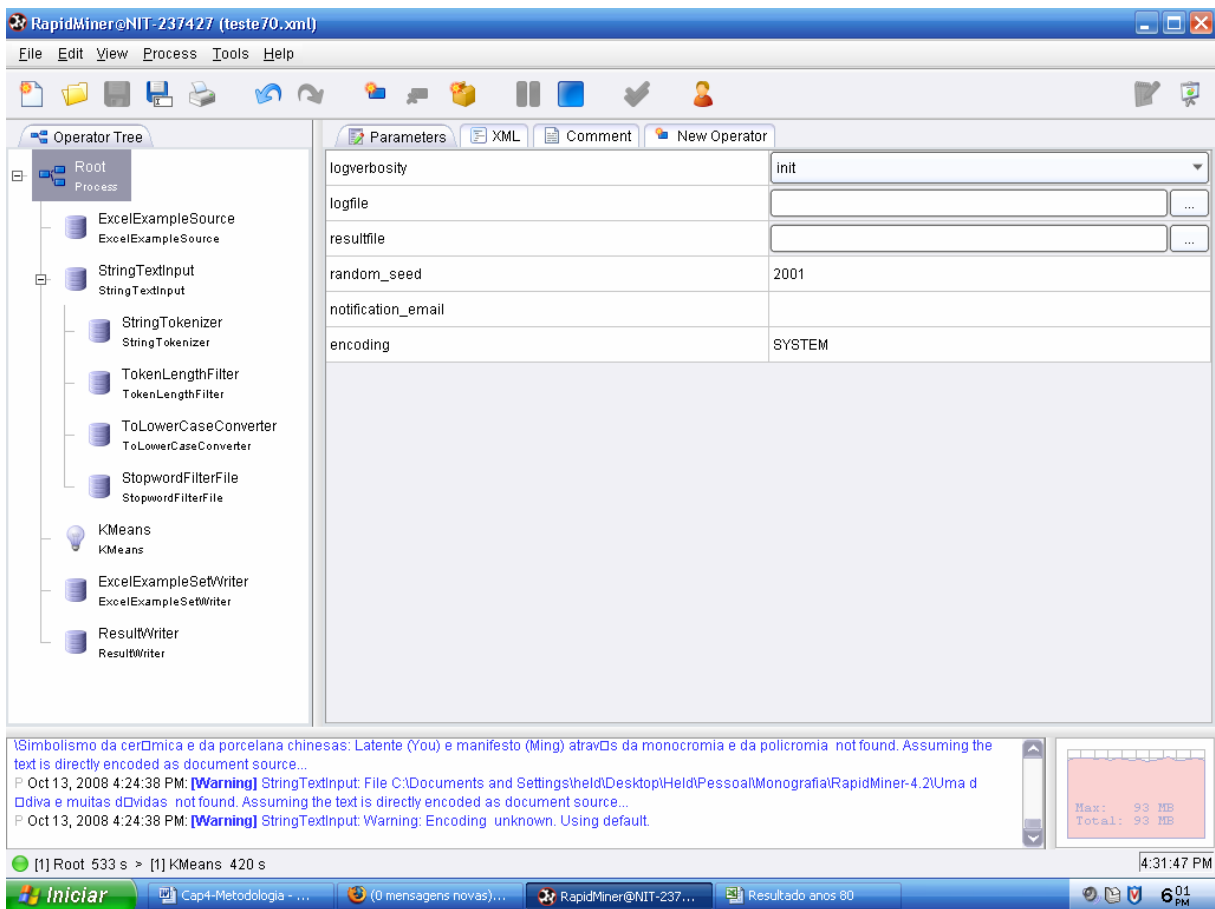 RapidMiner@NIT-237427 (teste70.xml)
File Edit View Process Tools Help
Operator Tree
Root
Process
ExcelExampleSource
ExcelExampleSource
StringTextInput
StringTextInput
StringTokenizer
StringTokenizer
TokenLengthFilter
TokenLengthFilter
ToLowerCaseConverter
ToLowerCaseConverter
StopwordFilterFile
StopwordFilterFile
KMeans
KMeans
ExcelExampleSetWriter
ExcelExampleSetWriter
ResultWriter
ResultWriter
Parameters XML Comment New Operator
logverbosity init
logfile ...
resultfile ...
random_seed 2001
notification_email
encoding SYSTEM
\Simbolismo da cer□mica e da porcelana chinesas: Latente (You) e manifesto (Ming) atrav□s da monocromia e da policromia not found. Assuming the
text is directly encoded as document source...
P Oct 13, 2008 4:24:38 PM: [Warning] StringTextInput: File C:\Documents and Settings\held\Desktop\Held\Pessoal\Monografia\RapidMiner-4.2\Uma d
□diva e muitas d□vidas not found. Assuming the text is directly encoded as document source...
P Oct 13, 2008 4:24:38 PM: [Warning] StringTextInput: Warning: Encoding unknown. Using default.
Max: 93 MB
Total: 93 MB
[1] Root 533 s > [1] KMeans 420 s
4:31:47 PM
Iniciar
Cap4-Metodologia - ...
(0 mensagens novas)...
RapidMiner@NIT-237...
Resultado anos 80
6 01 PM